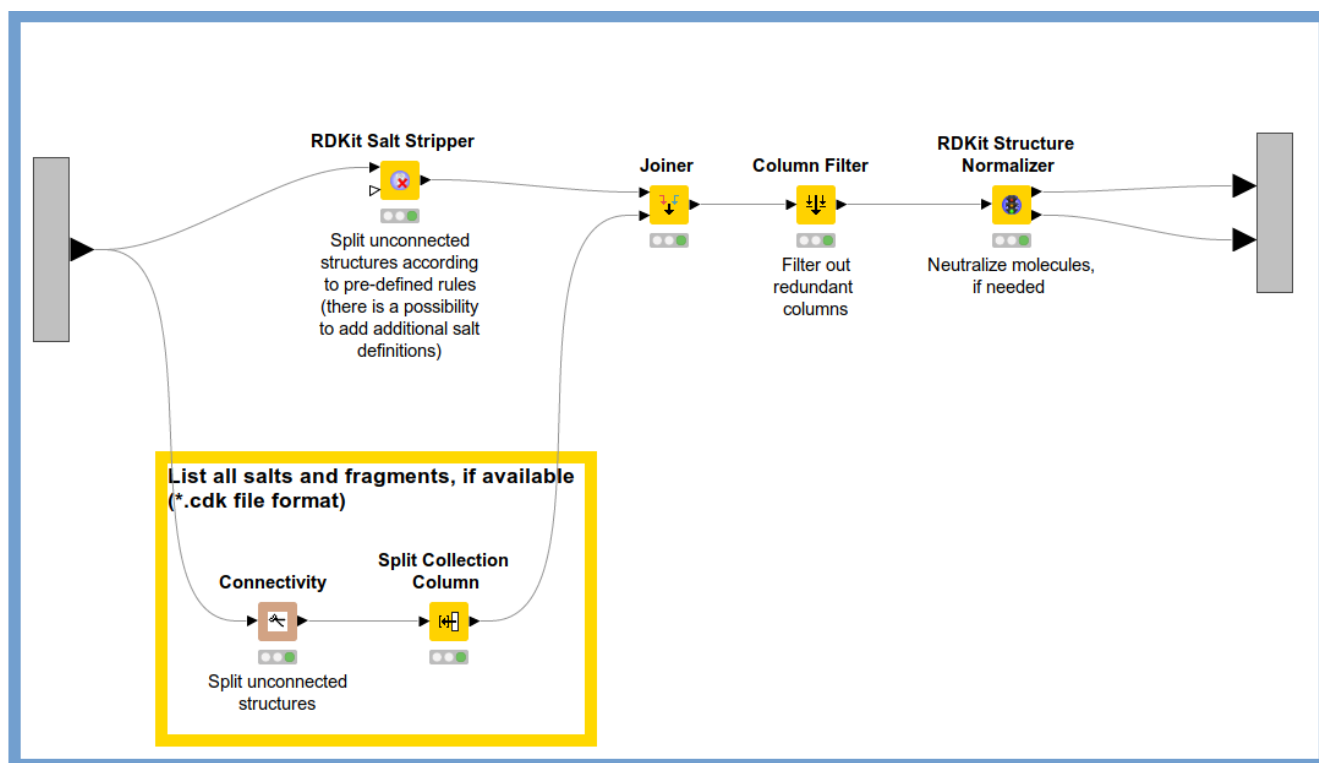 RDKit Salt Stripper
Split unconnected
structures according
to pre-defined rules
(there is a possibility
to add additional salt
definitions)
Joiner
Column Filter
Filter out
redundant
columns
RDKit Structure
Normalizer
Neutralize molecules,
if needed
List all salts and fragments, if available
(*.cdk file format)
Connectivity
Split unconnected
structures
Split Collection
Column